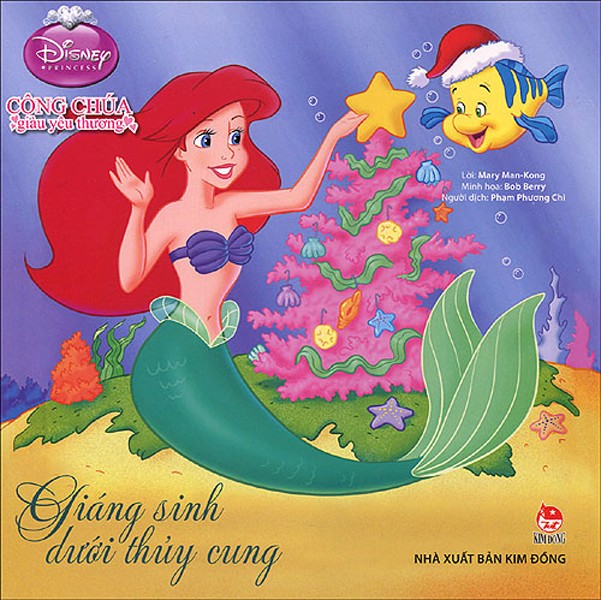 Disney
PRINCESS
CÔNG CHÚA
giàu yêu thương
Lời: Mary Man-Kong
Minh họa: Bob Berry
Người dịch: Phạm Phương Chi
Giáng sinh
dưới thủy cung
KIM ĐỒNG
NHÀ XUẤT BẢN KIM ĐỒNG